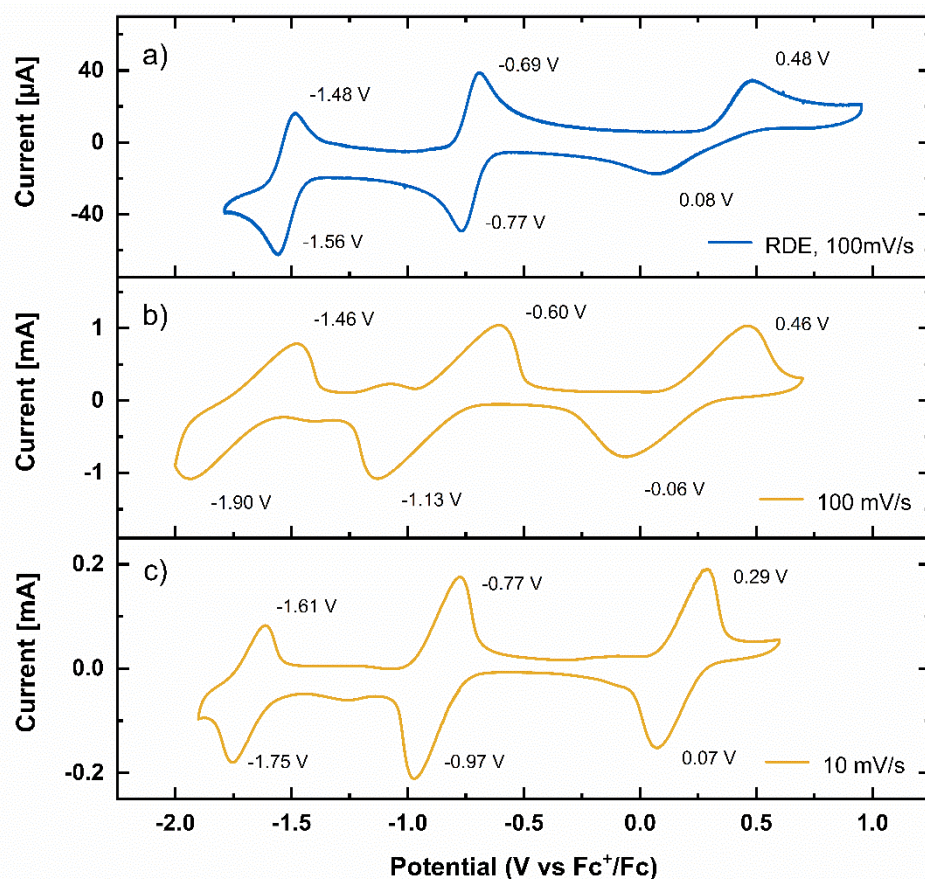 a)
-1.48 V
-0.69 V
0.48 V
-1.56 V
-0.77 V
0.08 V
RDE, 100mV/s
40
0
-40
Current [µA]
b)
-1.46 V
-0.60 V
0.46 V
-1.90 V
-1.13 V
-0.06 V
100 mV/s
1
0
-1
Current [mA]
c)
-1.61 V
-0.77 V
0.29 V
-1.75 V
-0.97 V
0.07 V
10 mV/s
0.2
0.0
-0.2
Current [mA]
-2.0 -1.5 -1.0 -0.5 0.0 0.5 1.0
Potential (V vs Fc⁺/Fc)